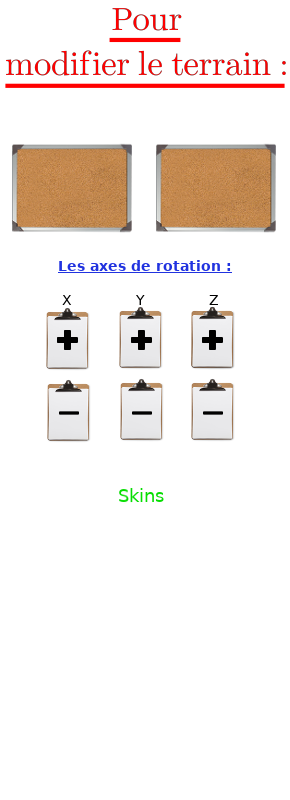 Pour
modifier le terrain :
Les axes de rotation :
X Y Z
+ + +
− − −
Skins